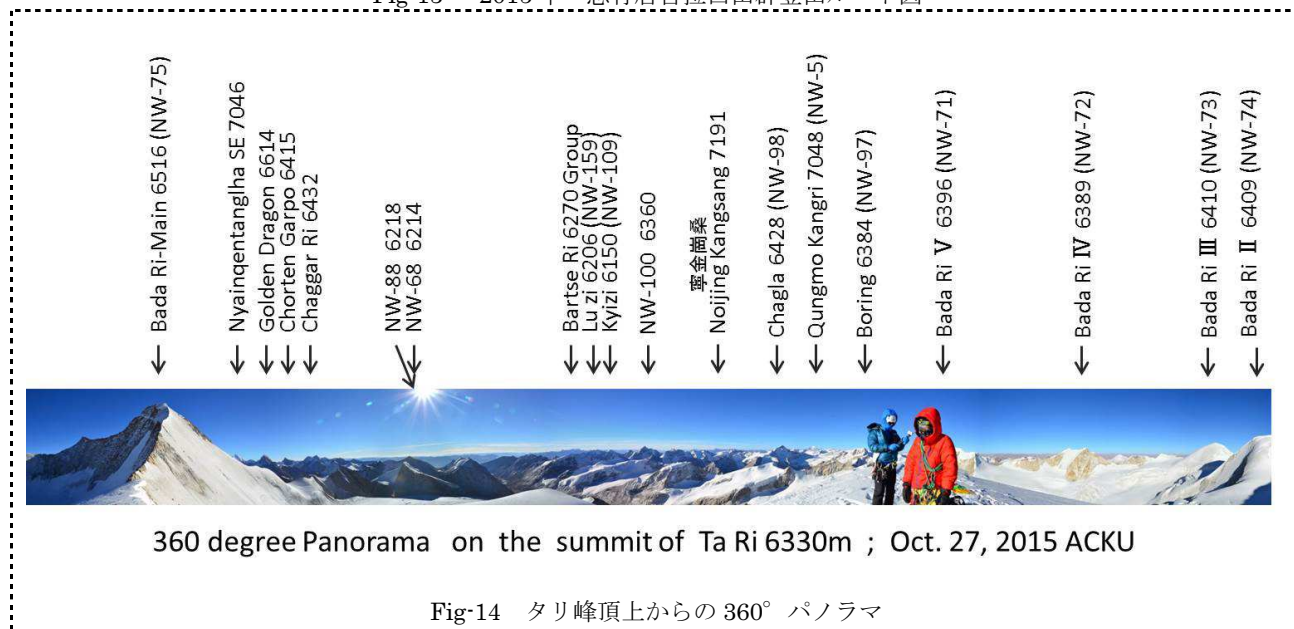 Bada Ri-Main 6516 (NW-75)
Nyainqentanglha SE 7046
Golden Dragon 6614
Chorten Garpo 6415
Chaggar Ri 6432
NW-88 6218
NW-68 6214
Bartse Ri 6270 Group
Lu zi 6206 (NW-159)
Kyizi 6150 (NW-109)
NW-100 6360
寧金崗桑
Noijing Kangsang 7191
Chagla 6428 (NW-98)
Qungmo Kangri 7048 (NW-5)
Boring 6384 (NW-97)
Bada Ri Ⅴ 6396 (NW-71)
Bada Ri Ⅳ 6389 (NW-72)
Bada Ri Ⅲ 6410 (NW-73)
Bada Ri Ⅱ 6409 (NW-74)
360 degree Panorama on the summit of Ta Ri 6330m ; Oct. 27, 2015 ACKU
Fig-14 タリ峰頂上からの 360° パノラマ